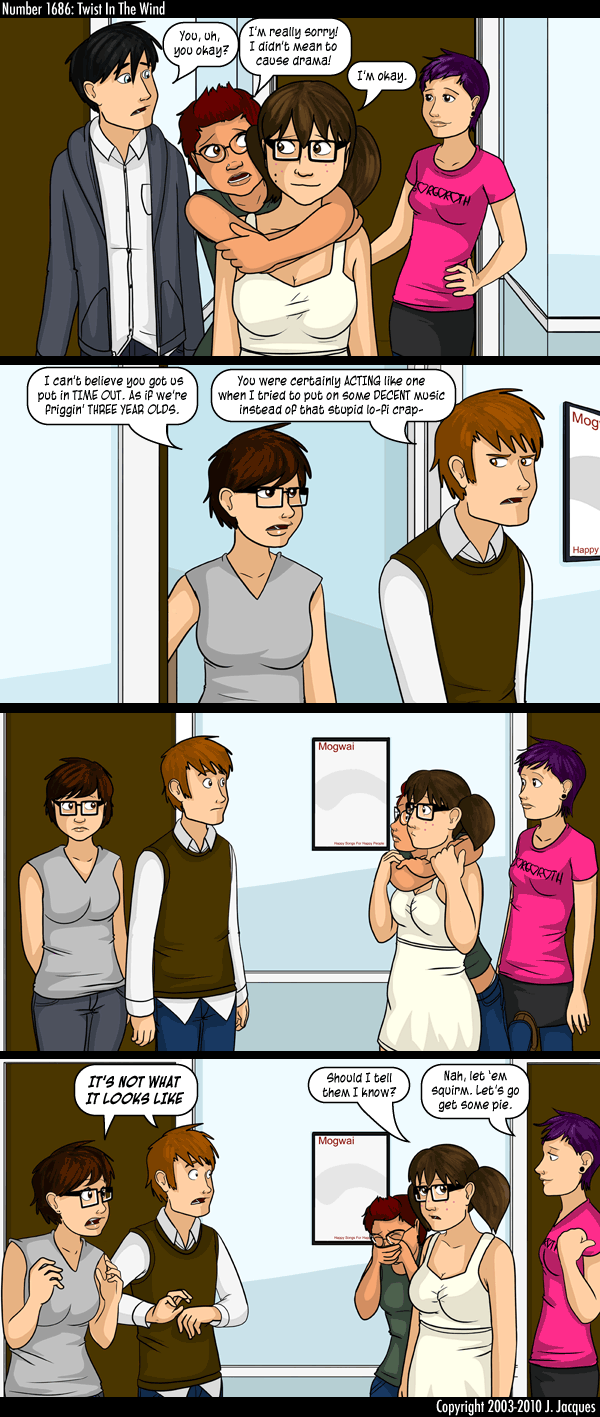 Number 1686: Twist In The Wind
You, uh,
you okay?
I'm really sorry!
I didn't mean to
cause drama!
I'm okay.
GORGOROTH
I can't believe you got us
put in TIME OUT. As if we're
friggin' THREE YEAR OLDS.
You were certainly ACTING like one
when I tried to put on some DECENT music
instead of that stupid lo-fi crap-
Mog
Happy
Mogwai
Happy Songs For Happy People
GORGOROTH
IT'S NOT WHAT
IT LOOKS LIKE
Should I tell
them I know?
Nah, let 'em
squirm. Let's go
get some pie.
Mogwai
Happy Songs For Ha
Copyright 2003-2010 J. Jacques